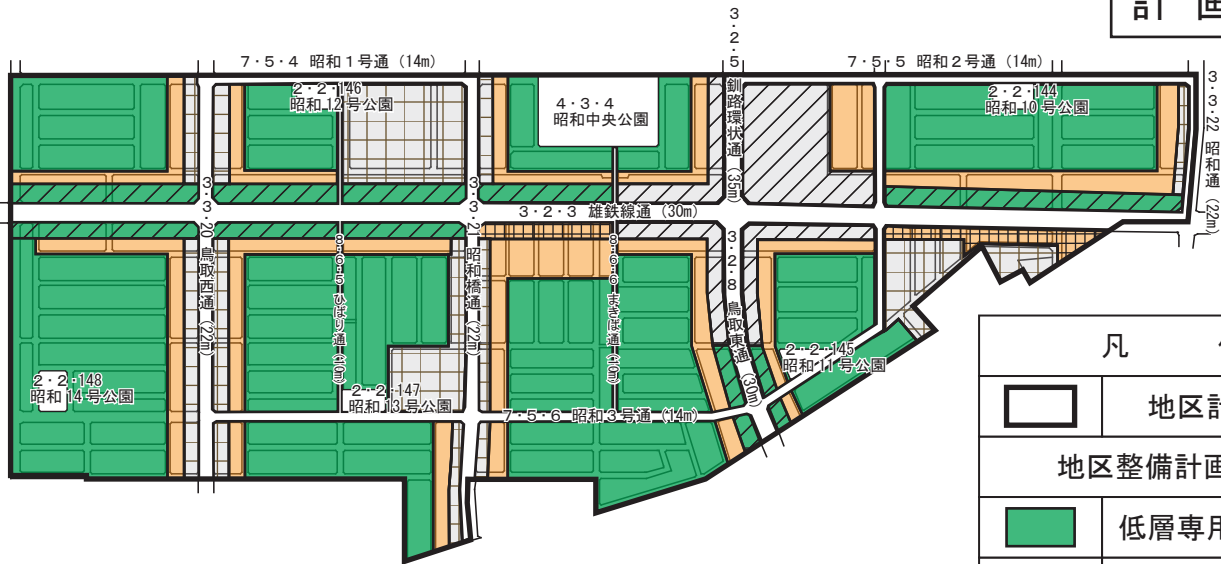 計 画
7・5・4 昭和1号通 (14m)
3・2・5 釧路環状通 (35m)
7・5・5 昭和2号通 (14m)
3・3・22 昭和通 (22m)
2・2・146
昭和12号公園
4・3・4
昭和中央公園
2・2・144
昭和10号公園
3・2・3 雄鉄線通 (30m)
3・3・20 鳥取西通 (22m)
8・6・5 ひばり通 (10m)
3・3・21 昭和橋通 (22m)
8・6・6 まきば通 (10m)
3・2・8 鳥取東通 (30m)
2・2・145
昭和11号公園
2・2・148
昭和14号公園
2・2・147
昭和13号公園
7・5・6 昭和3号通 (14m)
凡
地区計
地区整備計画
低層専用